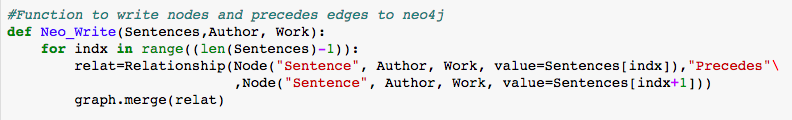 #Function to write nodes and precedes edges to neo4j
def Neo_Write(Sentences,Author, Work):
    for indx in range((len(Sentences)-1)):
        relat=Relationship(Node("Sentence", Author, Work, value=Sentences[indx]),"Precedes"\
                           ,Node("Sentence", Author, Work, value=Sentences[indx+1]))
        graph.merge(relat)